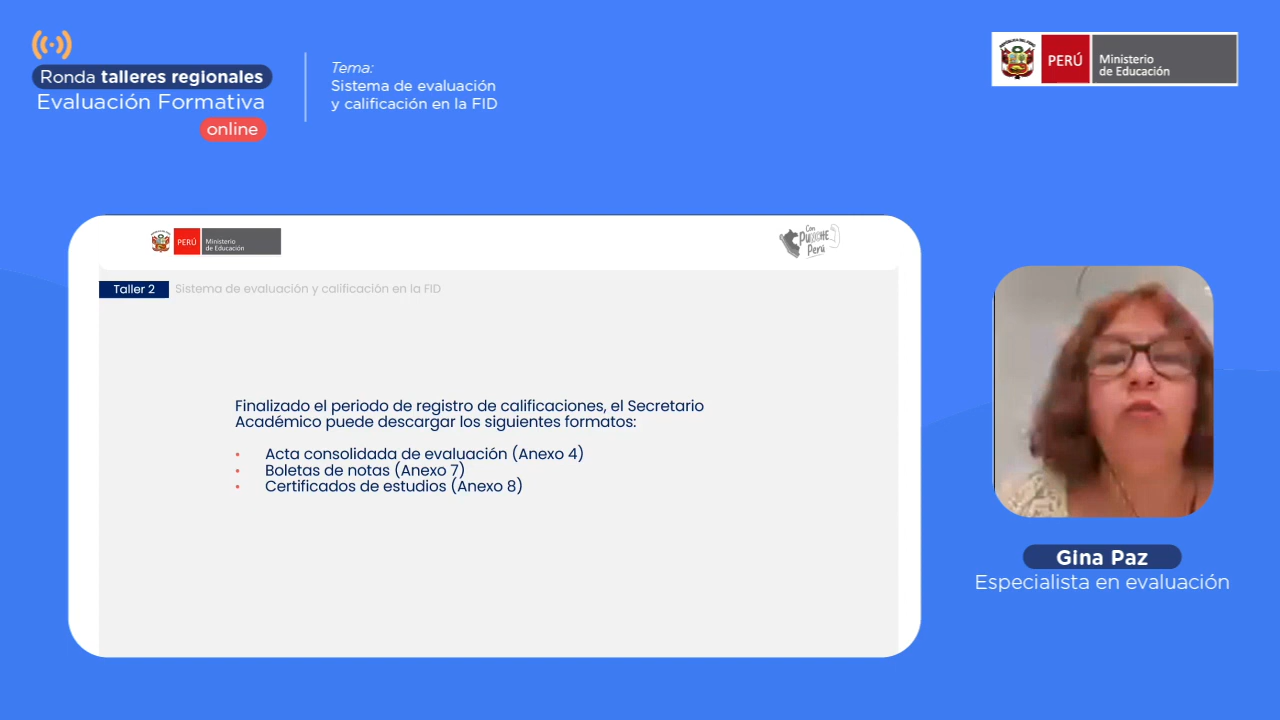 Ronda talleres regionales
Evaluación Formativa
online
Tema:
Sistema de evaluación
y calificación en la FID
PERÚ
Ministerio
de Educación
PERÚ
Ministerio
de Educación
Con
PUNCHE
Perú
Taller 2
Sistema de evaluación y calificación en la FID
Finalizado el periodo de registro de calificaciones, el Secretario
Académico puede descargar los siguientes formatos:
• Acta consolidada de evaluación (Anexo 4)
• Boletas de notas (Anexo 7)
• Certificados de estudios (Anexo 8)
Gina Paz
Especialista en evaluación